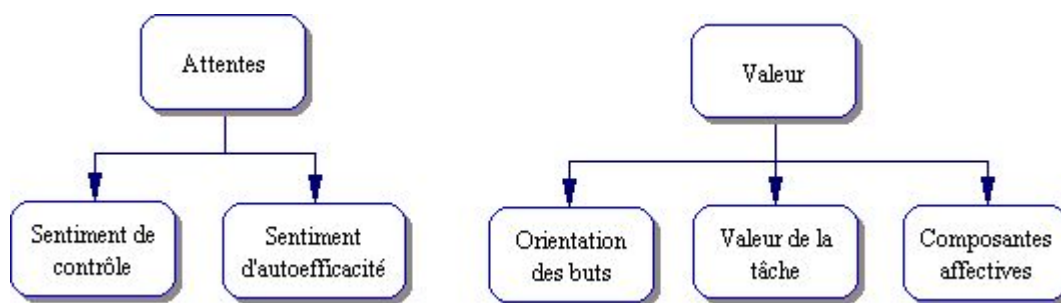 Attentes
Valeur
Sentiment de
contrôle
Sentiment
d'autoefficacité
Orientation
des buts
Valeur de la
tâche
Composantes
affectives